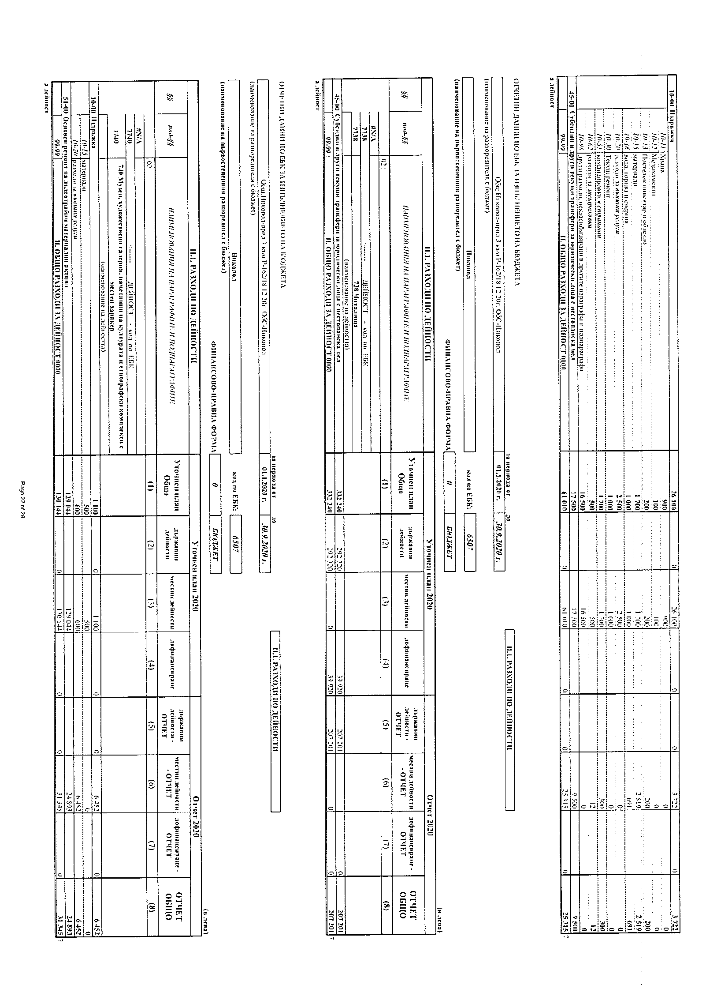 10-00 Издръжка 26 100 0 26 100 0 0 3 722 0 3 722
10-11 Храна 900 900 0 0
10-12 Медикаменти 100 100 0 0
10-13 Постелен инвентар и облекло 200 200 200 200
10-15 материали 1 700 1 700 2 519 2 519
10-16 вода, горива и енергия 1 000 1 000 691 691
10-20 разходи за външни услуги 2 500 2 500 0 0
10-30 Текущ ремонт 1 000 1 000 0 0
10-51 командировки в страната 1 700 1 700 300 300
10-62 разходи за застраховки 500 500 12 12
10-98 други разходи, некласифицирани в другите параграфи и подпараграфи 16 500 16 500 0 0
45-00 Субсидии и други текущи трансфери за юридически лица с нестопанска цел 17 500 17 500 9 500 9 500
99-99 II. ОБЩО РАЗХОДИ ЗА ДЕЙНОСТ 0000 61 010 0 61 010 0 0 25 315 0 25 315
а дейност
ОТЧЕТНИ ДАННИ ПО ЕБК ЗА ИЗПЪЛНЕНИЕТО НА БЮДЖЕТА
за периода от до II.1. РАЗХОДИ ПО ДЕЙНОСТИ
Общ Никопол-прил 3 към Р-162/18 12 20г ОбС-Никопол 01.1.2020 г. 30.9.2020 г.
(наименование на разпоредителя с бюджет)
Никопол код по ЕБК: 6507
(наименование на първостепенния разпоредител с бюджет)
ФИНАНСОВО-ПРАВНА ФОРМА 0 БЮДЖЕТ
(в лева)
II.1. РАЗХОДИ ПО ДЕЙНОСТИ Уточнен план 2020 Отчет 2020
§§ под-§§ НАИМЕНОВАНИЯ НА ПАРАГРАФИТЕ И ПОДПАРАГРАФИТЕ Уточнен план Общо държавни дейности местни дейности дофинансиране държавни дейности - ОТЧЕТ местни дейности - ОТЧЕТ дофинансиране - ОТЧЕТ ОТЧЕТ ОБЩО
02 (1) (2) (3) (4) (5) (6) (7) (8)
#N/A
7738 ДЕЙНОСТ - код по ЕБК
7738 738 Читалища
(наименование на дейността)
45-00 Субсидии и други текущи трансфери за юридически лица с нестопанска цел 332 240 292 320 39 920 207 201 0 207 201
99-99 II. ОБЩО РАЗХОДИ ЗА ДЕЙНОСТ 0000 332 240 292 320 0 39 920 207 201 0 0 207 201
а дейност
ОТЧЕТНИ ДАННИ ПО ЕБК ЗА ИЗПЪЛНЕНИЕТО НА БЮДЖЕТА
за периода от до II.1. РАЗХОДИ ПО ДЕЙНОСТИ
Общ Никопол-прил 3 към Р-162/18 12 20г ОбС-Никопол 01.1.2020 г. 30.9.2020 г.
(наименование на разпоредителя с бюджет)
Никопол код по ЕБК: 6507
(наименование на първостепенния разпоредител с бюджет)
ФИНАНСОВО-ПРАВНА ФОРМА 0 БЮДЖЕТ
(в лева)
II.1. РАЗХОДИ ПО ДЕЙНОСТИ Уточнен план 2020 Отчет 2020
§§ под-§§ НАИМЕНОВАНИЯ НА ПАРАГРАФИТЕ И ПОДПАРАГРАФИТЕ Уточнен план Общо държавни дейности местни дейности дофинансиране държавни дейности - ОТЧЕТ местни дейности - ОТЧЕТ дофинансиране - ОТЧЕТ ОТЧЕТ ОБЩО
02 (1) (2) (3) (4) (5) (6) (7) (8)
#N/A
7740 ДЕЙНОСТ - код по ЕБК
7740 740 Музеи, художествени галерии, паметници на културата и етнографски комплекси с
местен характер
(наименование на дейността)
10-00 Издръжка 1 100 0 1 100 0 0 6 452 0 6 452
10-15 материали 500 500 0 0
10-20 разходи за външни услуги 600 600 6 452 6 452
51-00 Основен ремонт на дълготрайни материални активи 129 044 129 044 24 893 24 893
99-99 II. ОБЩО РАЗХОДИ ЗА ДЕЙНОСТ 0000 130 144 0 130 144 0 0 31 345 0 31 345
а дейност
Page 22 of 28